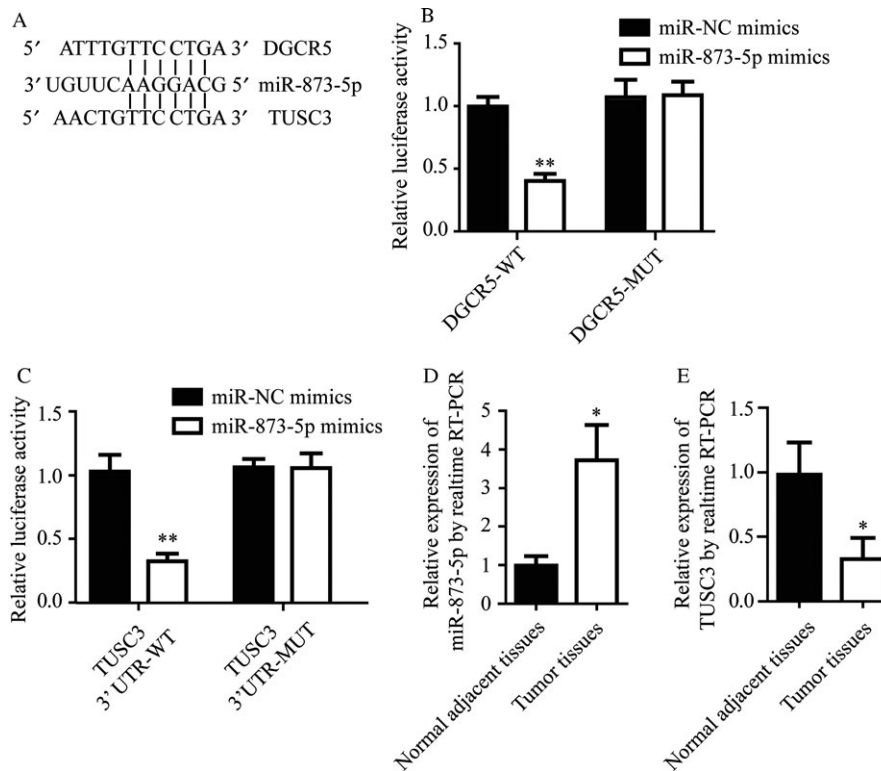 A
5′ ATTTGTTCCTGA 3′ DGCR5
3′ UGUUCAAGGACG 5′ miR-873-5p
5′ AACTGTTCCTGA 3′ TUSC3
B
miR-NC mimics
miR-873-5p mimics
Relative luciferase activity
1.5
1.0
0.5
0.0
**
DGCR5-WT
DGCR5-MUT
C
miR-NC mimics
miR-873-5p mimics
Relative luciferase activity
1.5
1.0
0.5
0.0
**
TUSC3
3'UTR-WT
TUSC3
3'UTR-MUT
D
Relative expression of
miR-873-5p by realtime RT-PCR
5
4
3
2
1
0
*
Normal adjacent tissues
Tumor tissues
E
Relative expression of
TUSC3 by realtime RT-PCR
1.5
1.0
0.5
0.0
*
Normal adjacent tissues
Tumor tissues